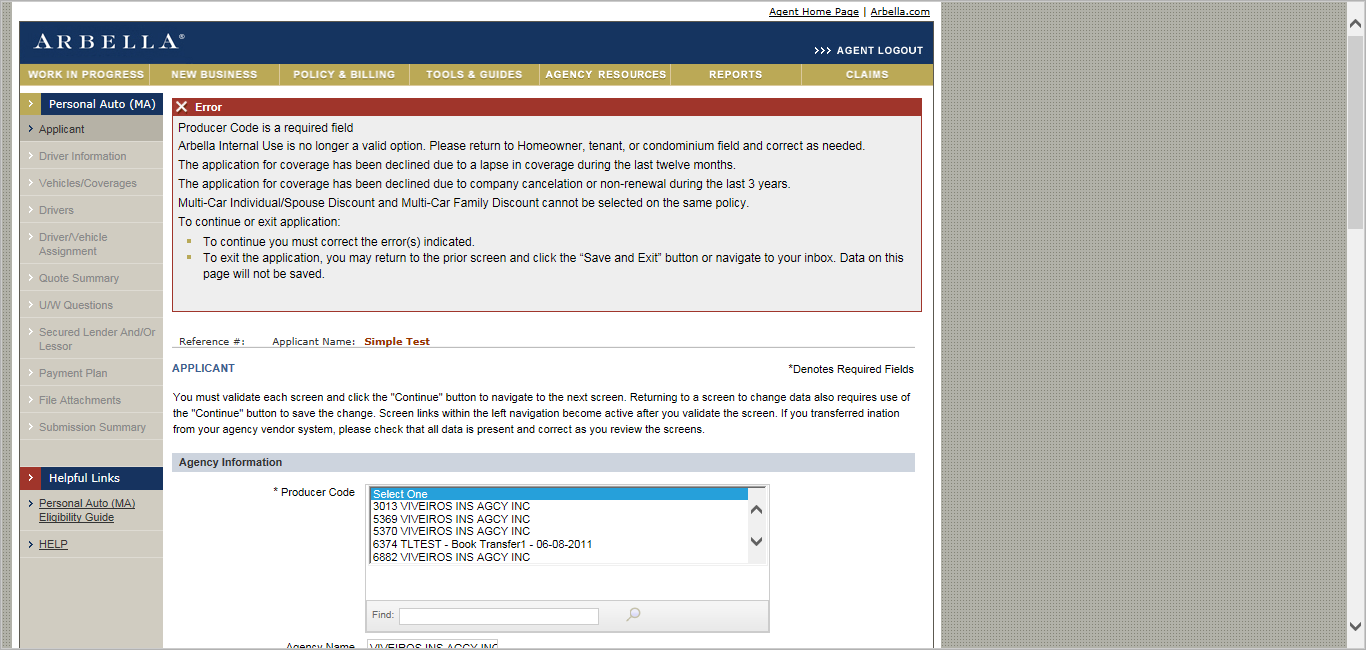 Agent Home Page | Arbella.com
ARBELLA®
>>> AGENT LOGOUT
WORK IN PROGRESS NEW BUSINESS POLICY & BILLING TOOLS & GUIDES AGENCY RESOURCES REPORTS CLAIMS
Personal Auto (MA)
Applicant
Driver Information
Vehicles/Coverages
Drivers
Driver/Vehicle
Assignment
Quote Summary
U/W Questions
Secured Lender And/Or
Lessor
Payment Plan
File Attachments
Submission Summary
Helpful Links
Personal Auto (MA)
Eligibility Guide
HELP
Error
Producer Code is a required field
Arbella Internal Use is no longer a valid option. Please return to Homeowner, tenant, or condominium field and correct as needed.
The application for coverage has been declined due to a lapse in coverage during the last twelve months.
The application for coverage has been declined due to company cancelation or non-renewal during the last 3 years.
Multi-Car Individual/Spouse Discount and Multi-Car Family Discount cannot be selected on the same policy.
To continue or exit application:
To continue you must correct the error(s) indicated.
To exit the application, you may return to the prior screen and click the “Save and Exit” button or navigate to your inbox. Data on this
page will not be saved.
Reference #: Applicant Name: Simple Test
APPLICANT
*Denotes Required Fields
You must validate each screen and click the "Continue" button to navigate to the next screen. Returning to a screen to change data also requires use of
the "Continue" button to save the change. Screen links within the left navigation become active after you validate the screen. If you transferred ination
from your agency vendor system, please check that all data is present and correct as you review the screens.
Agency Information
* Producer Code
Select One
3013 VIVEIROS INS AGCY INC
5369 VIVEIROS INS AGCY INC
5370 VIVEIROS INS AGCY INC
6374 TLTEST - Book Transfer1 - 06-08-2011
6882 VIVEIROS INS AGCY INC
Find:
Agency Name VIVEIROS INS AGCY INC